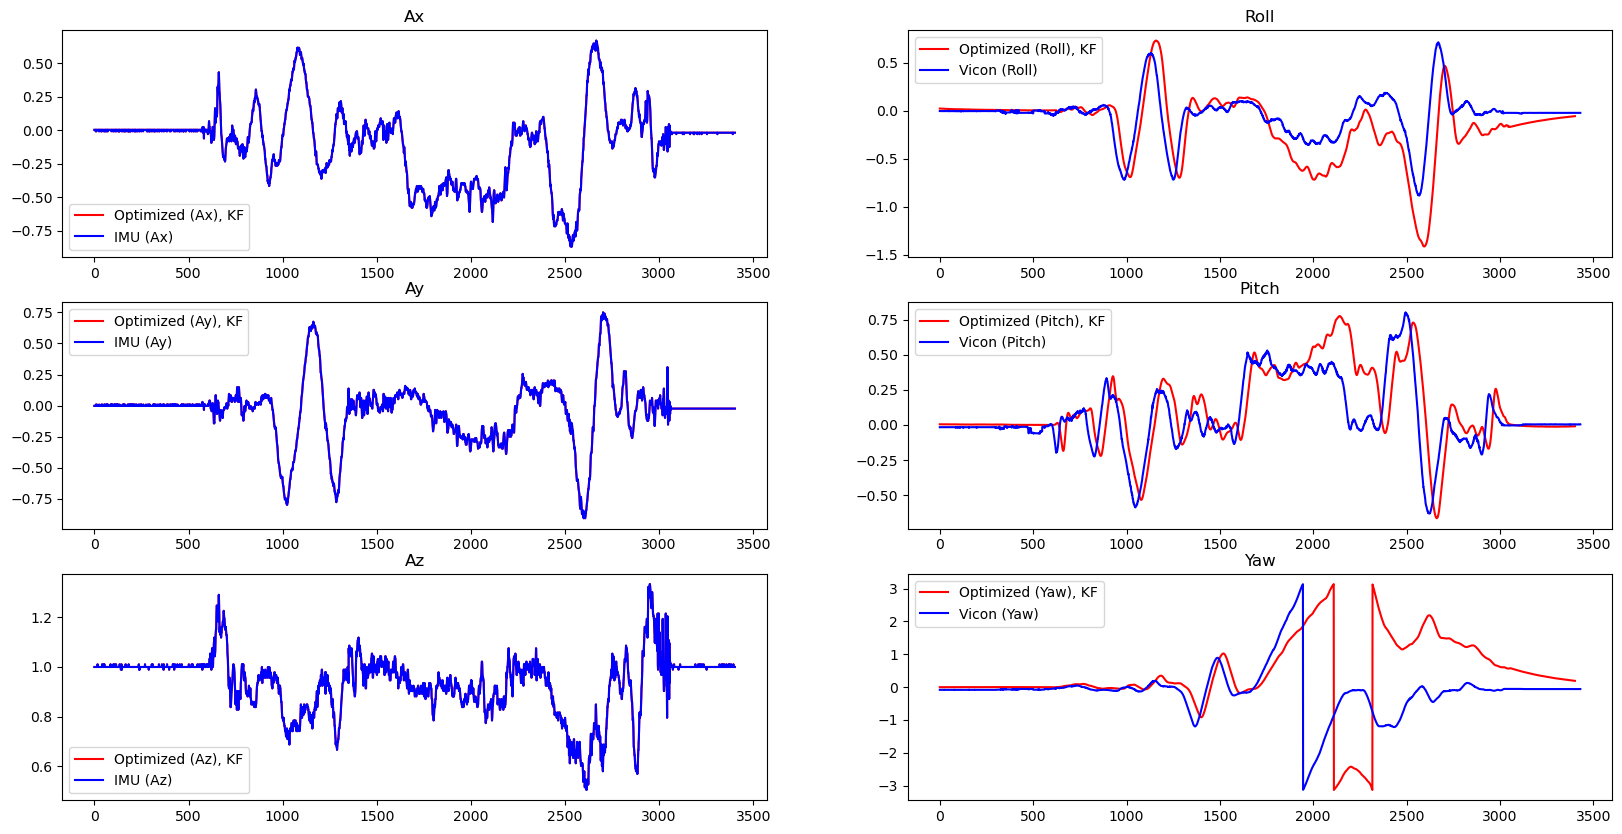 Ax
0.50
0.25
0.00
−0.25
−0.50
−0.75
Optimized (Ax), KF
IMU (Ax)
0 500 1000 1500 2000 2500 3000 3500
Roll
Optimized (Roll), KF
Vicon (Roll)
0.5
0.0
−0.5
−1.0
−1.5
0 500 1000 1500 2000 2500 3000 3500
Ay
Optimized (Ay), KF
IMU (Ay)
0.75
0.50
0.25
0.00
−0.25
−0.50
−0.75
0 500 1000 1500 2000 2500 3000 3500
Pitch
Optimized (Pitch), KF
Vicon (Pitch)
0.75
0.50
0.25
0.00
−0.25
−0.50
0 500 1000 1500 2000 2500 3000 3500
Az
1.2
1.0
0.8
0.6
Optimized (Az), KF
IMU (Az)
0 500 1000 1500 2000 2500 3000 3500
Yaw
Optimized (Yaw), KF
Vicon (Yaw)
3
2
1
0
−1
−2
−3
0 500 1000 1500 2000 2500 3000 3500